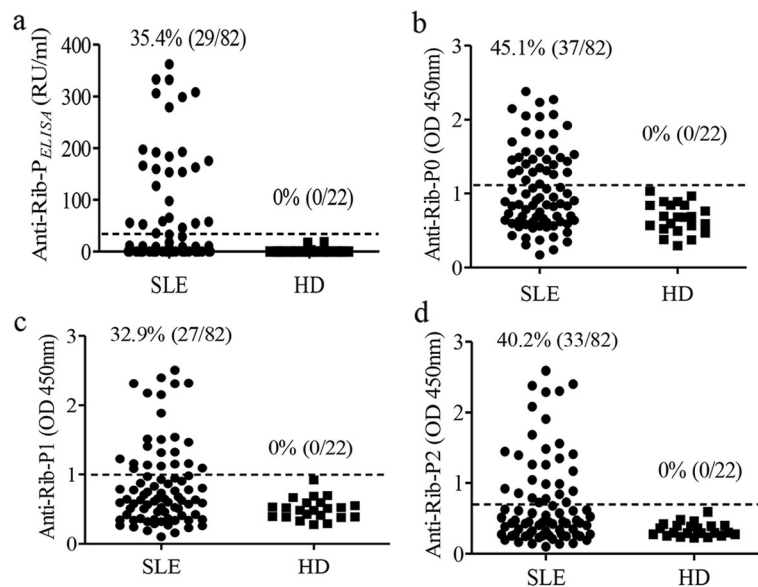 a
35.4% (29/82)
400
300
200
100
0
Anti-Rib-P ELISA (RU/ml)
0% (0/22)
SLE HD
b
45.1% (37/82)
3
2
1
0
Anti-Rib-P0 (OD 450nm)
0% (0/22)
SLE HD
c
32.9% (27/82)
3
2
1
0
Anti-Rib-P1 (OD 450nm)
0% (0/22)
SLE HD
d
40.2% (33/82)
3
2
1
0
Anti-Rib-P2 (OD 450nm)
0% (0/22)
SLE HD